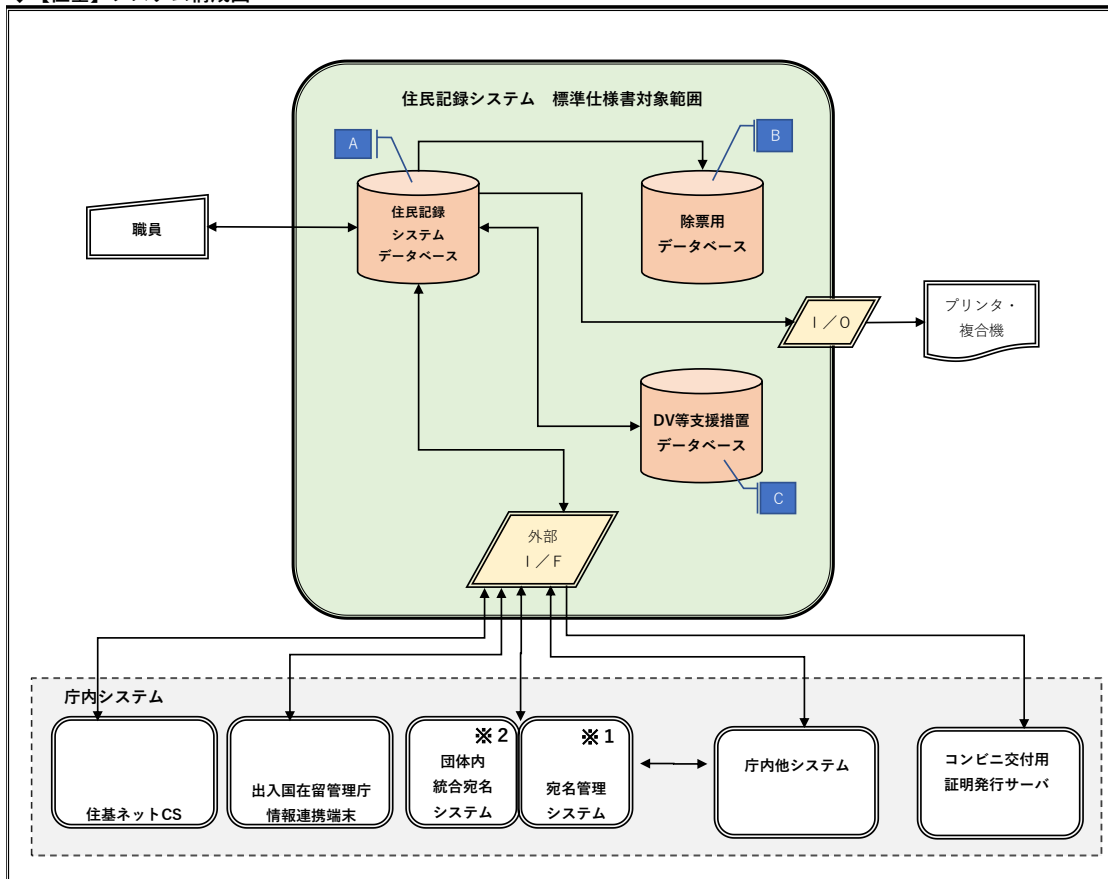 住民記録システム　標準仕様書対象範囲
A
B
住民記録
システム
データベース
除票用
データベース
職員
Ｉ／Ｏ
プリンタ・
複合機
DV等支援措置
データベース
C
外部
Ｉ／Ｆ
庁内システム
住基ネットCS
出入国在留管理庁
情報連携端末
※２
団体内
統合宛名
システム
※１
宛名管理
システム
庁内他システム
コンビニ交付用
証明発行サーバ